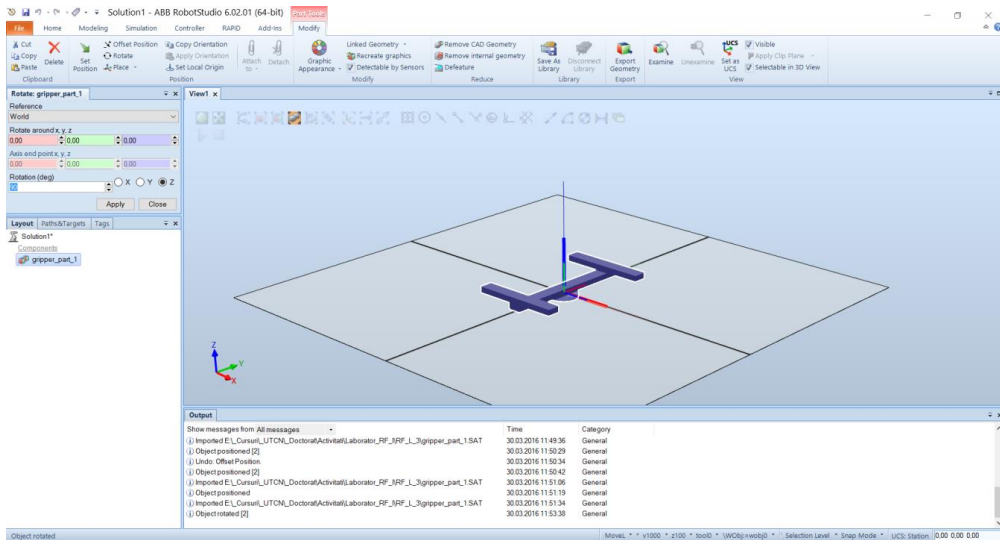 Solution1 - ABB RobotStudio 6.02.01 (64-bit)
Part Tools
File Home Modeling Simulation Controller RAPID Add-Ins Modify
Cut
Copy
Paste
Delete
Clipboard
Set Position
Offset Position
Rotate
Place
Copy Orientation
Apply Orientation
Set Local Origin
Position
Attach to
Detach
Graphic Appearance
Linked Geometry
Recreate graphics
Detectable by Sensors
Modify
Remove CAD Geometry
Remove internal geometry
Defeature
Reduce
Save As Library
Disconnect Library
Library
Export Geometry
Export
Examine
Unexamine
UCS
Set as UCS
Visible
Apply Clip Plane
Selectable in 3D View
View
Rotate: gripper_part_1
Reference
World
Rotate around x, y, z
0,00 0,00 0,00
Axis end point x, y, z
0,00 0,00 0,00
Rotation (deg)
90 X Y Z
Apply Close
Layout Paths&Targets Tags
Solution1*
Components
gripper_part_1
View1
Z
Y
X
Output
Show messages from: All messages Time Category
Imported E:\_Cursuri\_UTCN\_Doctorat\Activitati\Laborator_RF_I\RF_L_3\gripper_part_1.SAT 30.03.2016 11:49:36 General
Object positioned [2] 30.03.2016 11:50:29 General
Undo: Offset Position. 30.03.2016 11:50:34 General
Object positioned [2] 30.03.2016 11:50:42 General
Imported E:\_Cursuri\_UTCN\_Doctorat\Activitati\Laborator_RF_I\RF_L_3\gripper_part_1.SAT 30.03.2016 11:51:06 General
Object positioned 30.03.2016 11:51:19 General
Imported E:\_Cursuri\_UTCN\_Doctorat\Activitati\Laborator_RF_I\RF_L_3\gripper_part_1.SAT 30.03.2016 11:51:34 General
Object rotated [2] 30.03.2016 11:53:38 General
Object rotated MoveL * * v1000 * z100 * tool0 * \WObj:=wobj0 * Selection Level * Snap Mode * UCS: Station 0,00 0,00 0,00